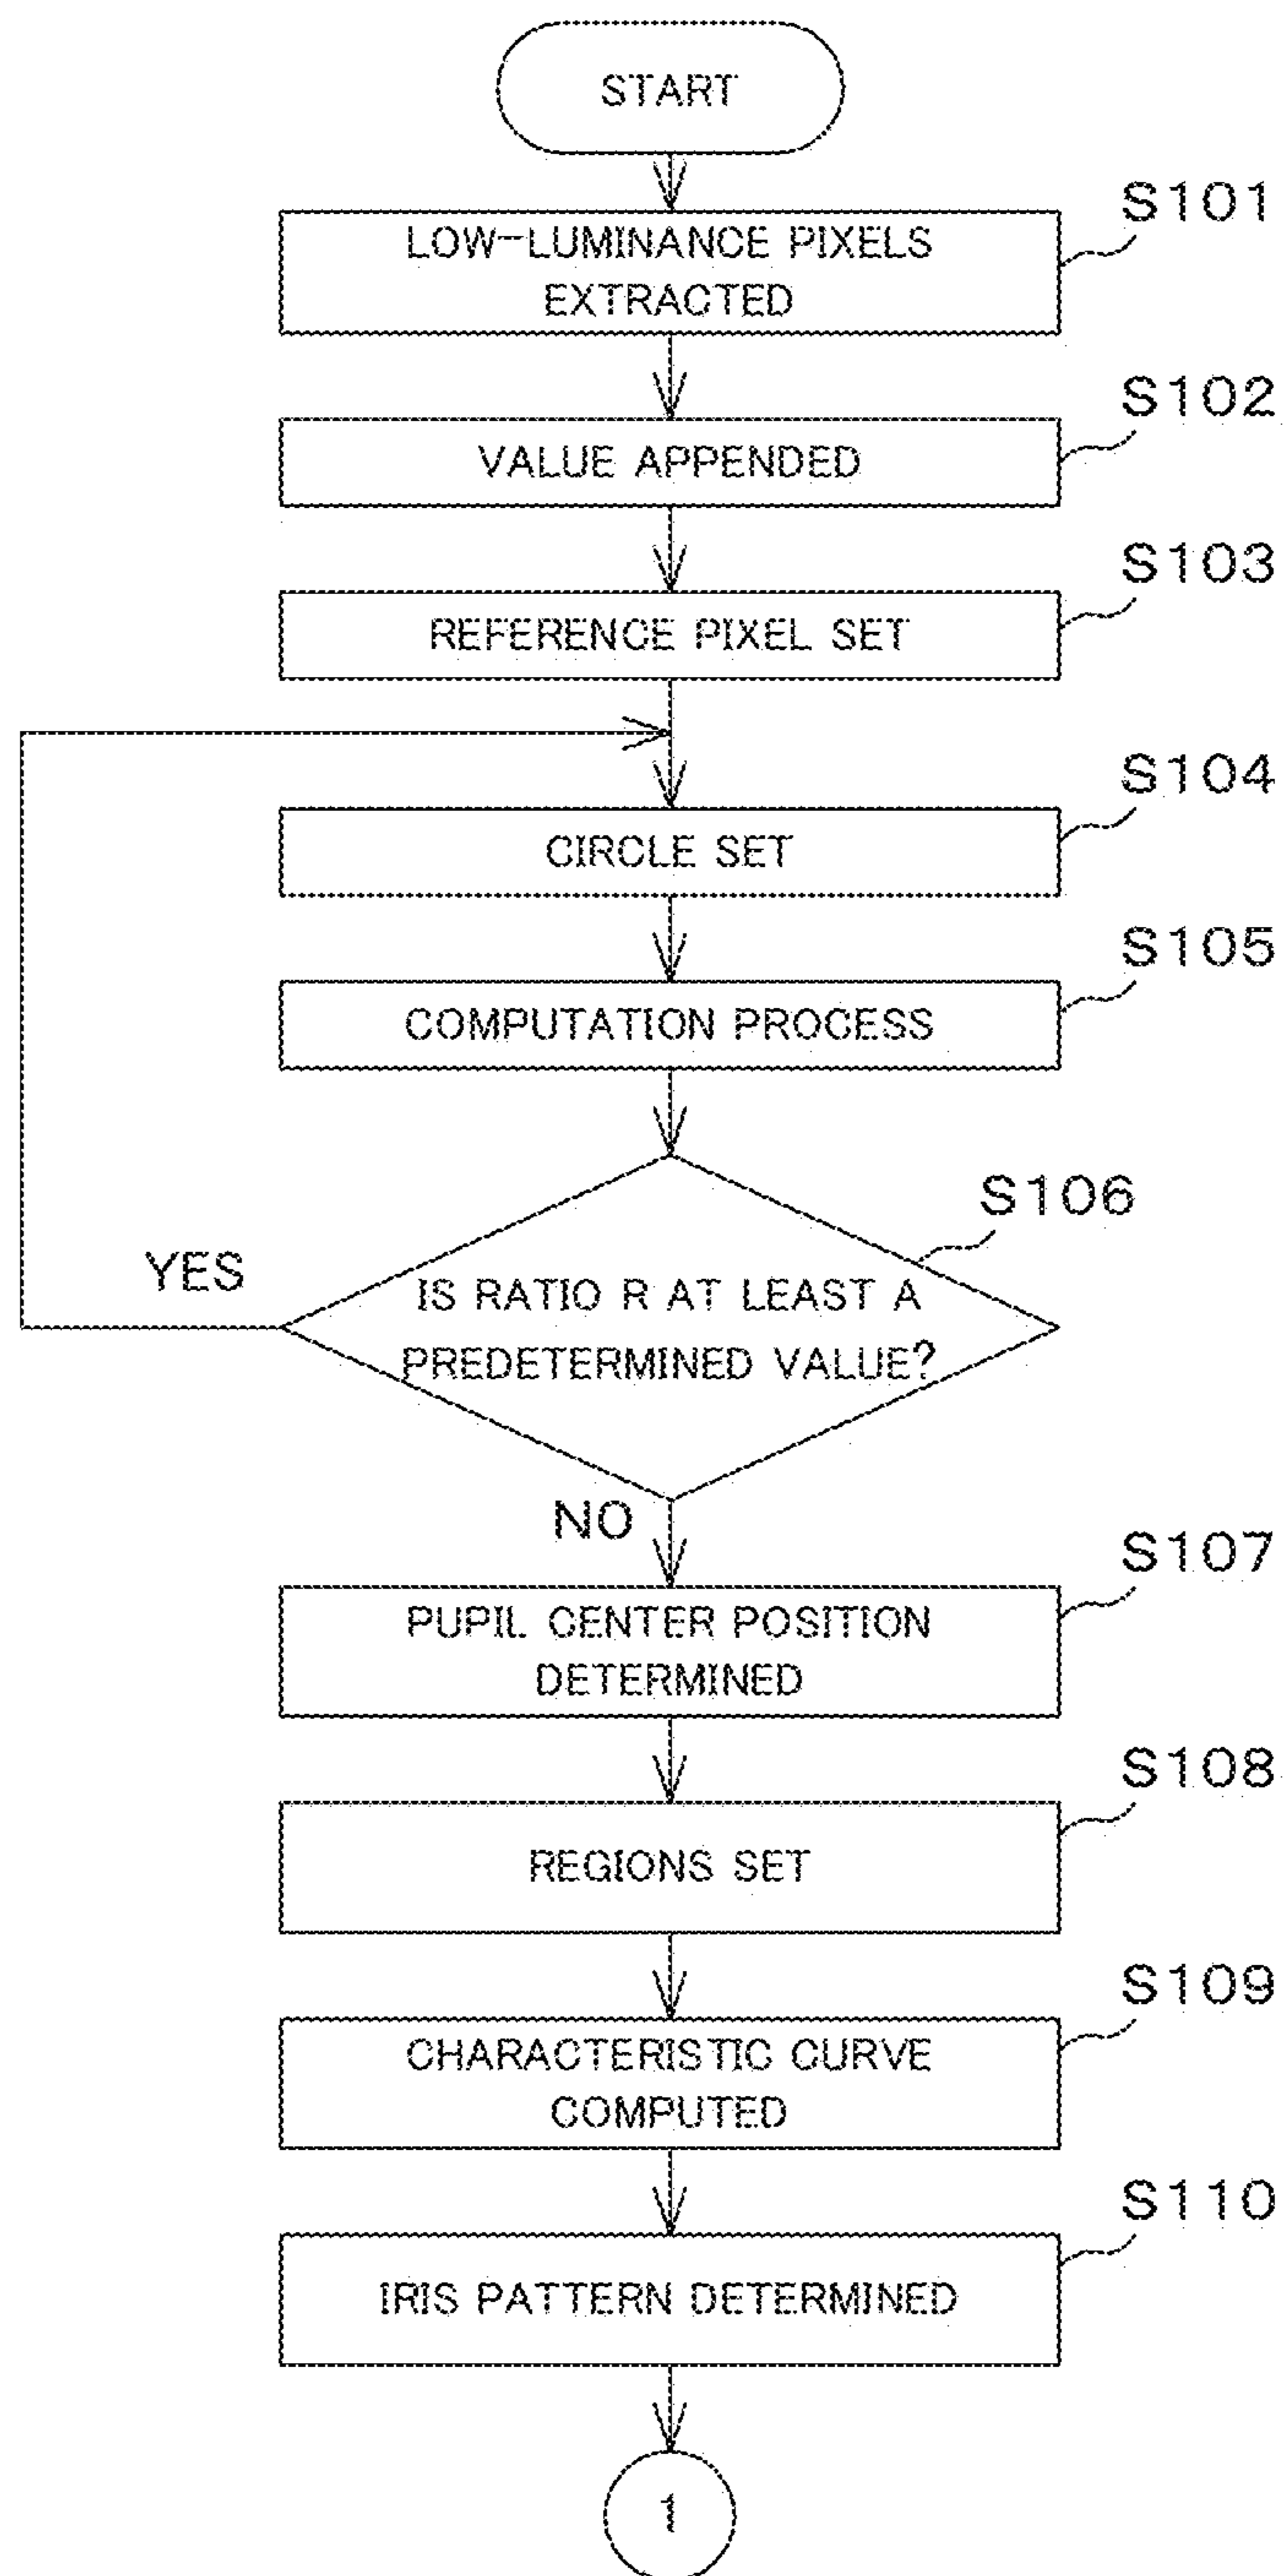 START
S101
LOW-LUMINANCE PIXELS
EXTRACTED
S102
VALUE APPENDED
S103
REFERENCE PIXEL SET
S104
CIRCLE SET
S105
COMPUTATION PROCESS
S106
YES
IS RATIO R AT LEAST A
PREDETERMINED VALUE?
NO
S107
PUPIL CENTER POSITION
DETERMINED
S108
REGIONS SET
S109
CHARACTERISTIC CURVE
COMPUTED
S110
IRIS PATTERN DETERMINED
1